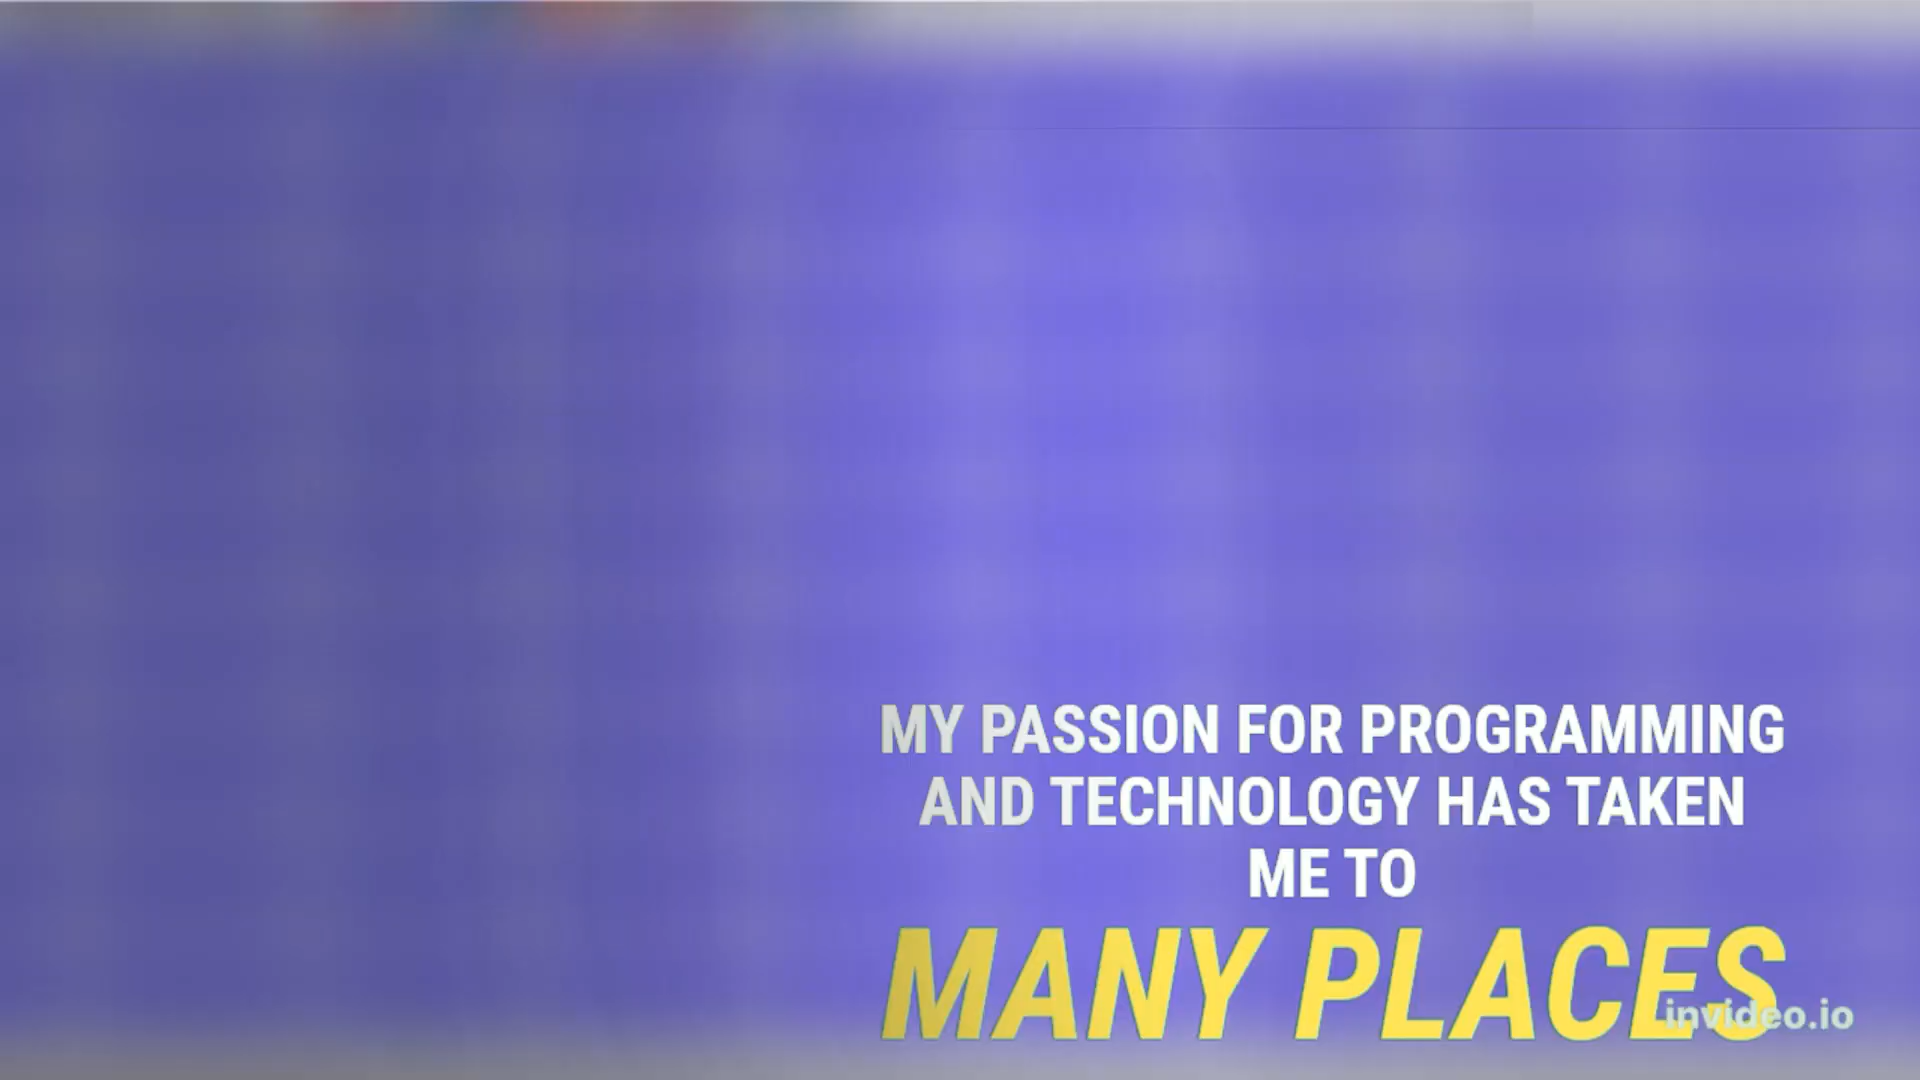 MY PASSION FOR PROGRAMMING
AND TECHNOLOGY HAS TAKEN
ME TO
MANY PLACES
invideo.io